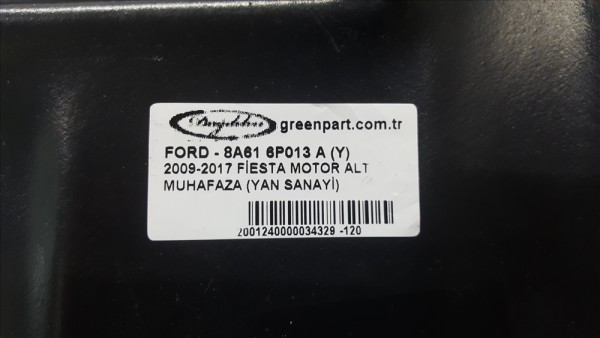 greenpart.com.tr
FORD - 8A61 6P013 A (Y)
2009-2017 FİESTA MOTOR ALT
MUHAFAZA (YAN SANAYİ)
2001240000034329 -120